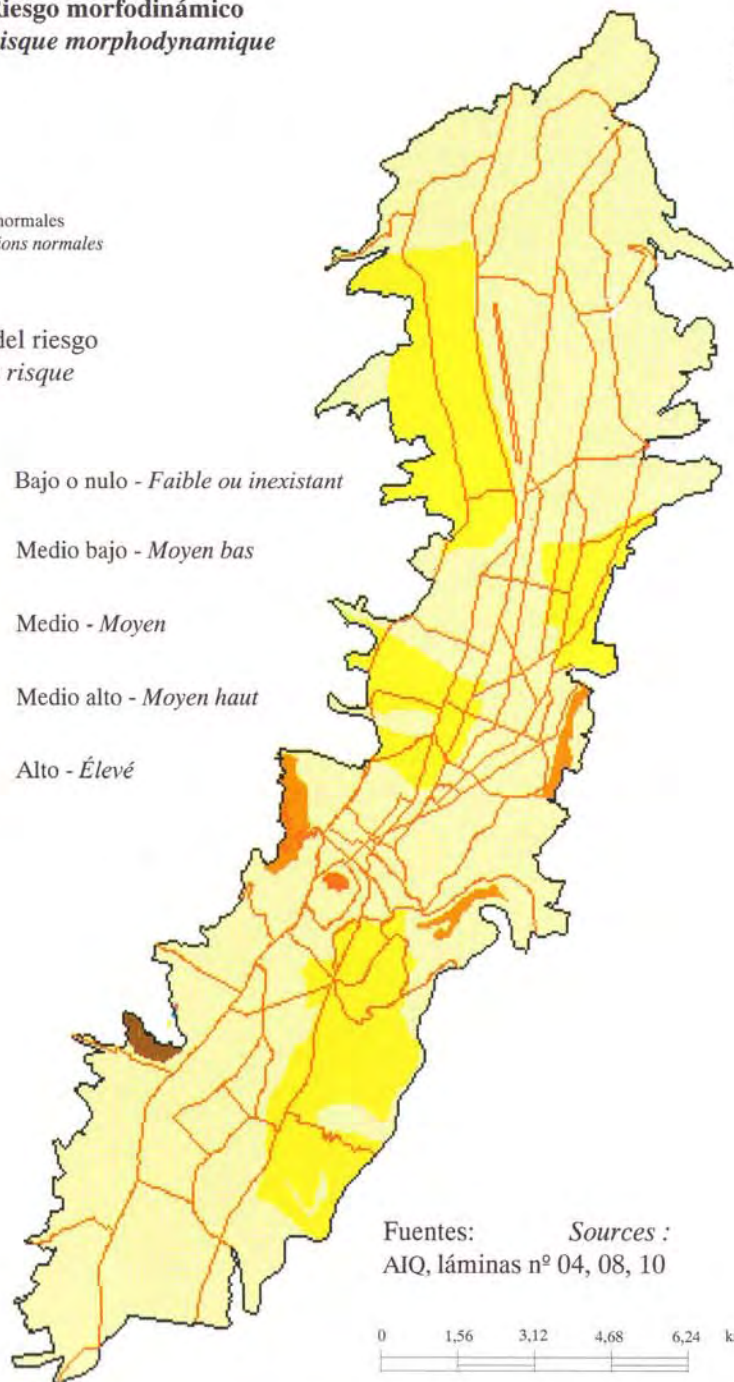 Riesgo morfodinámico
risque morphodynamique
normales
ions normales
del riesgo
risque
Bajo o nulo - Faible ou inexistant
Medio bajo - Moyen bas
Medio - Moyen
Medio alto - Moyen haut
Alto - Élevé
Fuentes: Sources :
AIQ, láminas nº 04, 08, 10
0 1,56 3,12 4,68 6,24 k